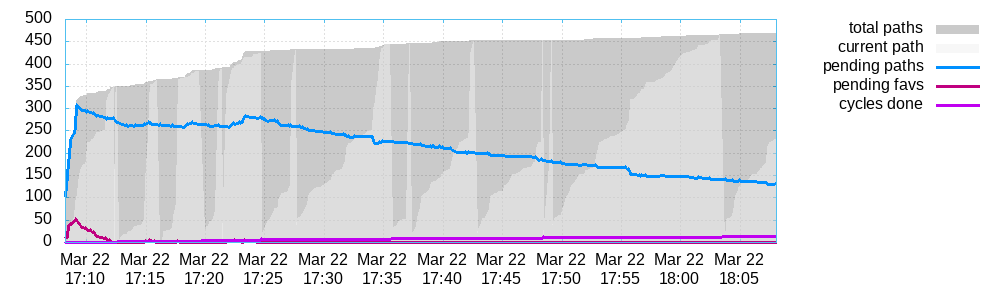 500
450
400
350
300
250
200
150
100
50
0
Mar 22 Mar 22 Mar 22 Mar 22 Mar 22 Mar 22 Mar 22 Mar 22 Mar 22 Mar 22 Mar 22 Mar 22
17:10 17:15 17:20 17:25 17:30 17:35 17:40 17:45 17:50 17:55 18:00 18:05
total paths
current path
pending paths
pending favs
cycles done